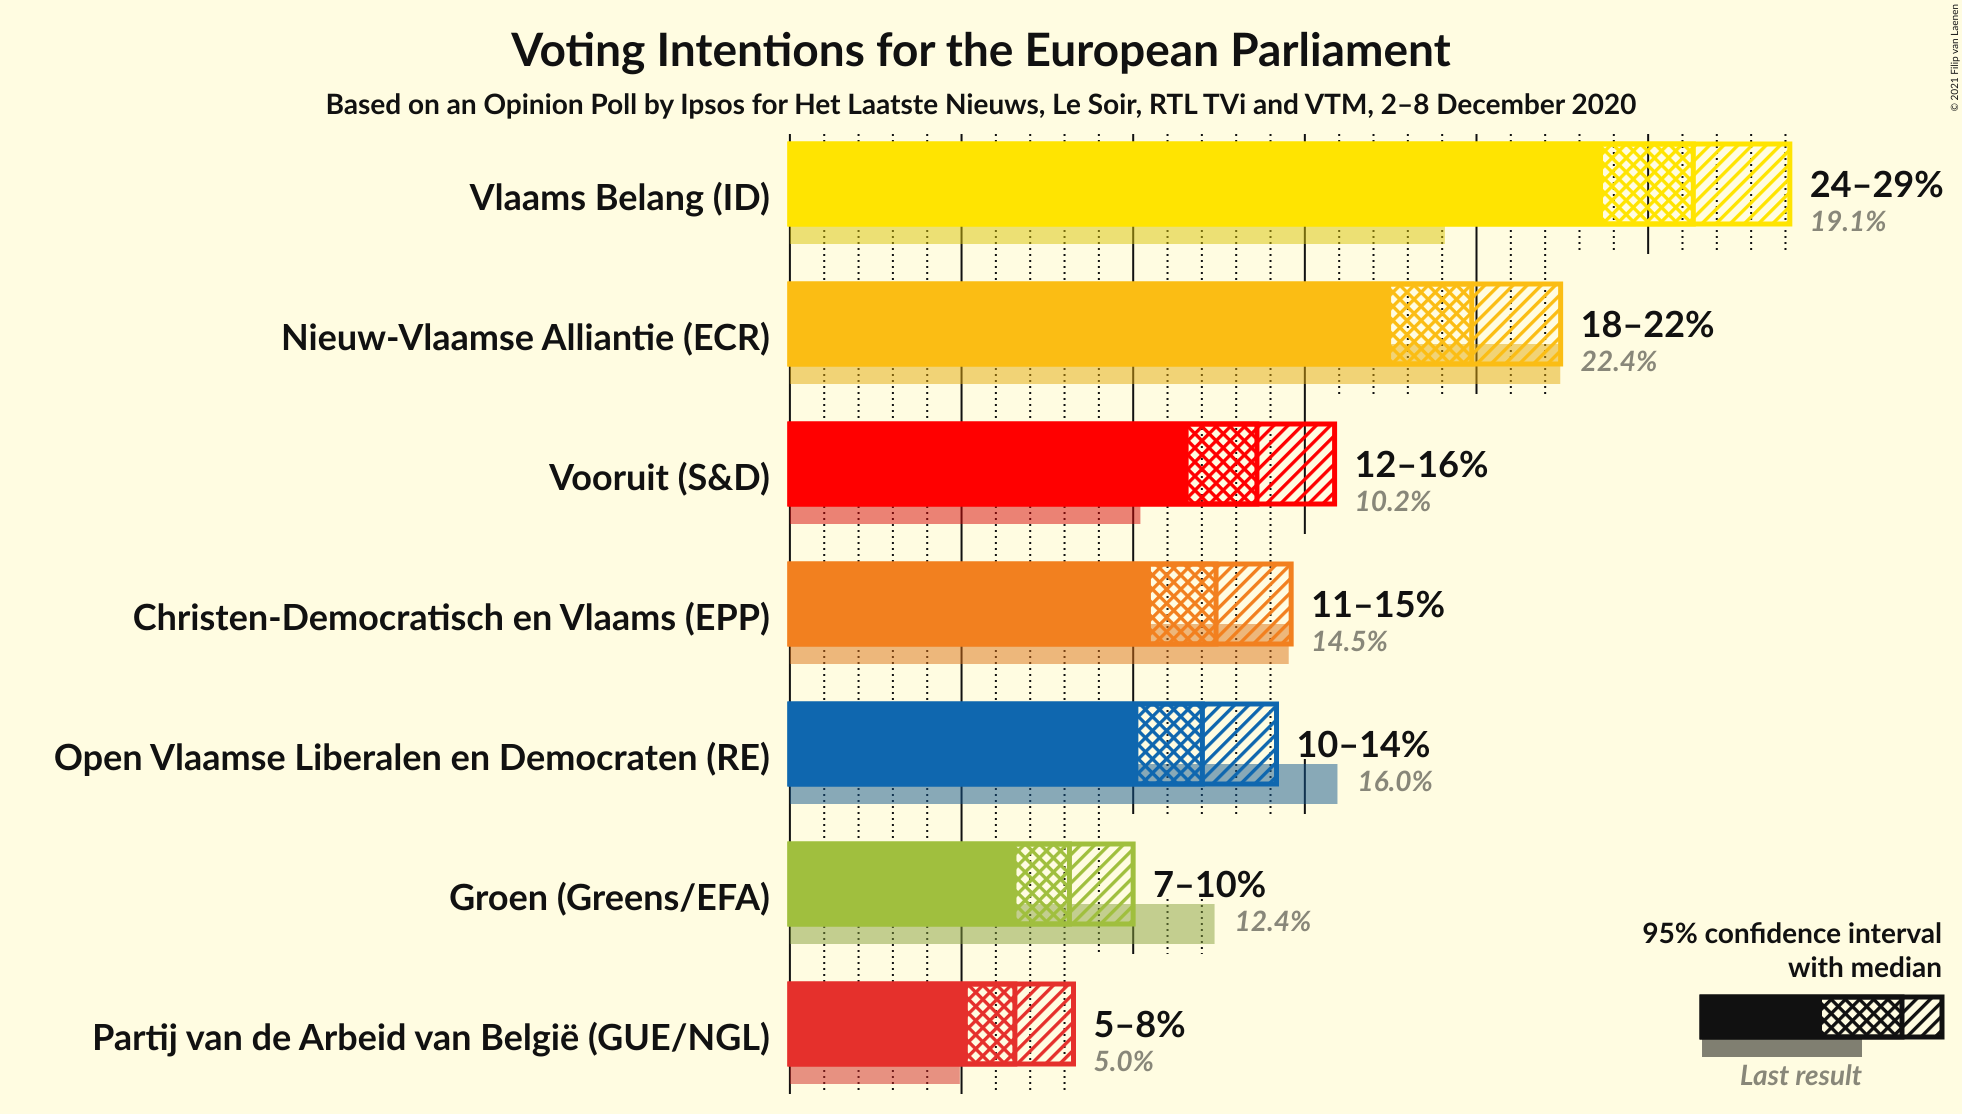 Voting Intentions for the European Parliament
Based on an Opinion Poll by Ipsos for Het Laatste Nieuws, Le Soir, RTL TVi and VTM, 2–8 December 2020
© 2021 Filip van Laenen
Vlaams Belang (ID)
24–29%
19.1%
Nieuw-Vlaamse Alliantie (ECR)
18–22%
22.4%
Vooruit (S&D)
12–16%
10.2%
Christen-Democratisch en Vlaams (EPP)
11–15%
14.5%
Open Vlaamse Liberalen en Democraten (RE)
10–14%
16.0%
Groen (Greens/EFA)
7–10%
12.4%
Partij van de Arbeid van België (GUE/NGL)
5–8%
5.0%
95% confidence interval
with median
Last result